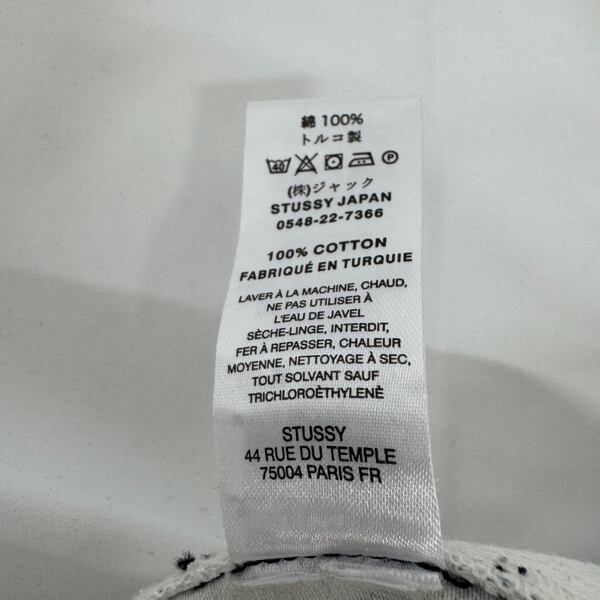 綿 100%
トルコ製
40 P
(株)ジャック
STUSSY JAPAN
0548-22-7366
100% COTTON
FABRIQUÉ EN TURQUIE
LAVER À LA MACHINE, CHAUD,
NE PAS UTILISER À
L'EAU DE JAVEL
SÈCHE-LINGE, INTERDIT,
FER À REPASSER, CHALEUR
MOYENNE, NETTOYAGE À SEC,
TOUT SOLVANT SAUF
TRICHLOROÈTHYLENÈ
STUSSY
44 RUE DU TEMPLE
75004 PARIS FR